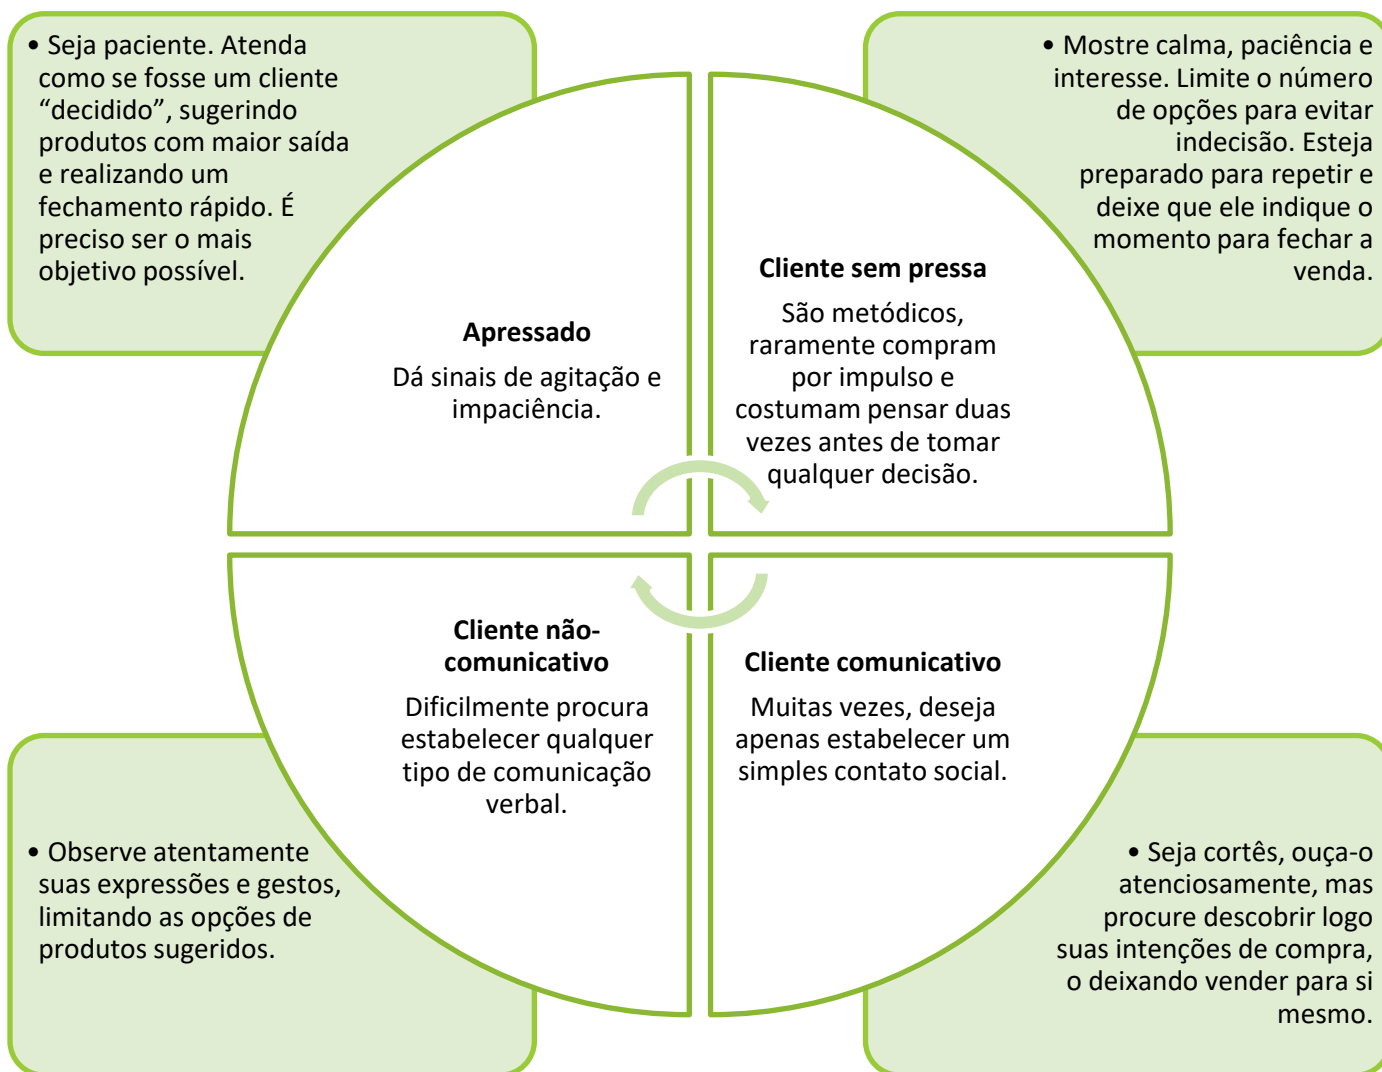 • Seja paciente. Atenda
como se fosse um cliente
“decidido”, sugerindo
produtos com maior saída
e realizando um
fechamento rápido. É
preciso ser o mais
objetivo possível.
Apressado
Dá sinais de agitação e
impaciência.
• Mostre calma, paciência e
interesse. Limite o número
de opções para evitar
indecisão. Esteja
preparado para repetir e
deixe que ele indique o
momento para fechar a
venda.
Cliente sem pressa
São metódicos,
raramente compram
por impulso e
costumam pensar duas
vezes antes de tomar
qualquer decisão.
Cliente não-
comunicativo
Dificilmente procura
estabelecer qualquer
tipo de comunicação
verbal.
• Observe atentamente
suas expressões e gestos,
limitando as opções de
produtos sugeridos.
Cliente comunicativo
Muitas vezes, deseja
apenas estabelecer um
simples contato social.
• Seja cortês, ouça-o
atenciosamente, mas
procure descobrir logo
suas intenções de compra,
o deixando vender para si
mesmo.